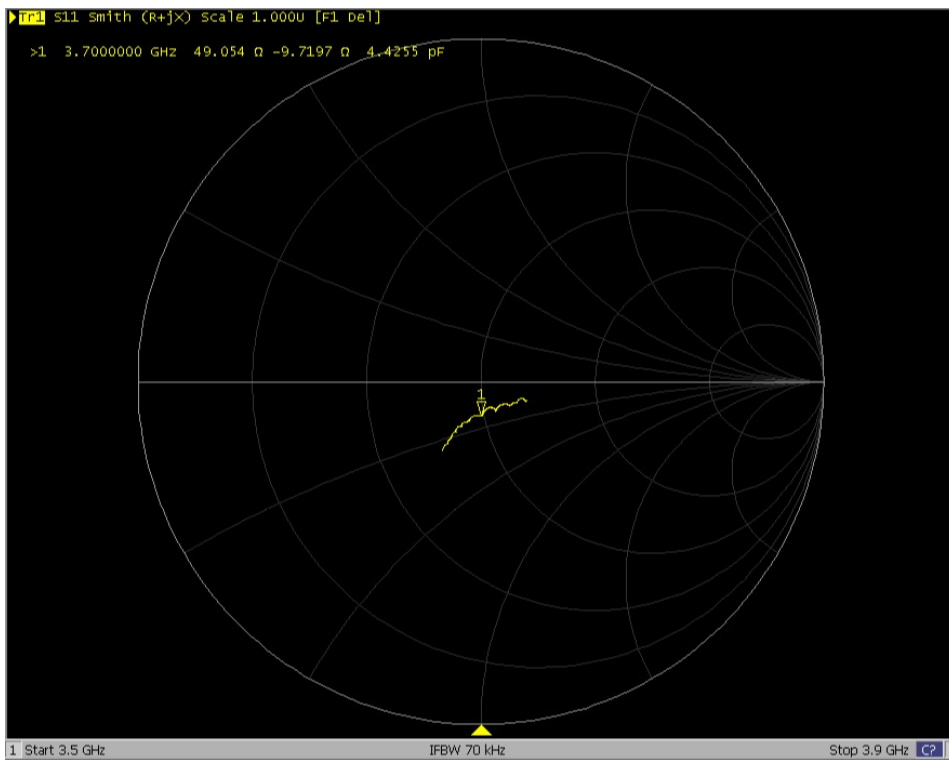 Tr1 S11 Smith (R+jX) Scale 1.000U [F1 Del]
>1 3.7000000 GHz 49.054 Ω -9.7197 Ω 4.4255 pF
1
1 Start 3.5 GHz IFBW 70 kHz Stop 3.9 GHz C?